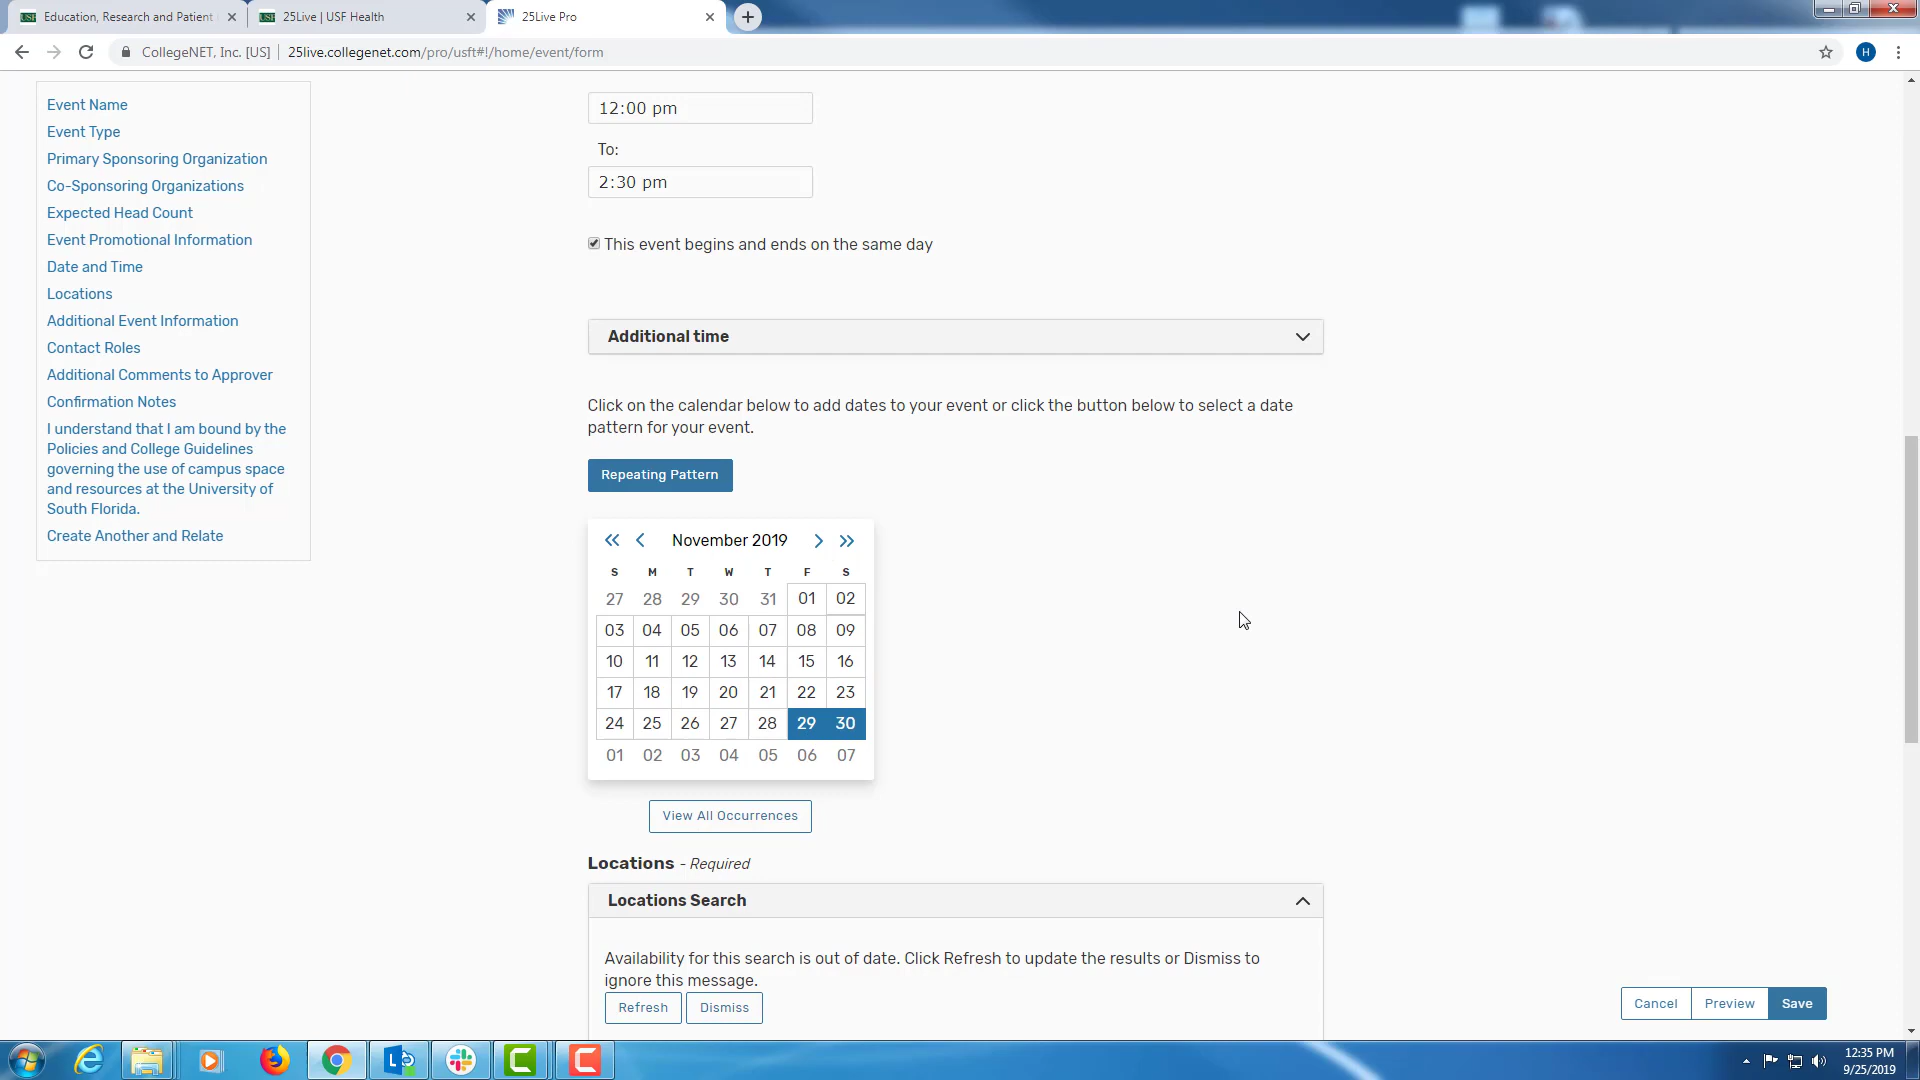 Education, Research and Patient
25Live | USF Health
25Live Pro
CollegeNET, Inc. [US]
25live.collegenet.com/pro/usft#!/home/event/form
H
Event Name
Event Type
Primary Sponsoring Organization
Co-Sponsoring Organizations
Expected Head Count
Event Promotional Information
Date and Time
Locations
Additional Event Information
Contact Roles
Additional Comments to Approver
Confirmation Notes
I understand that I am bound by the
Policies and College Guidelines
governing the use of campus space
and resources at the University of
South Florida.
Create Another and Relate
12:00 pm
To:
2:30 pm
This event begins and ends on the same day
Additional time
Click on the calendar below to add dates to your event or click the button below to select a date
pattern for your event.
Repeating Pattern
November 2019
S M T W T F S
27 28 29 30 31 01 02
03 04 05 06 07 08 09
10 11 12 13 14 15 16
17 18 19 20 21 22 23
24 25 26 27 28 29 30
01 02 03 04 05 06 07
View All Occurrences
Locations - Required
Locations Search
Availability for this search is out of date. Click Refresh to update the results or Dismiss to
ignore this message.
Refresh Dismiss
Cancel Preview Save
12:35 PM
9/25/2019